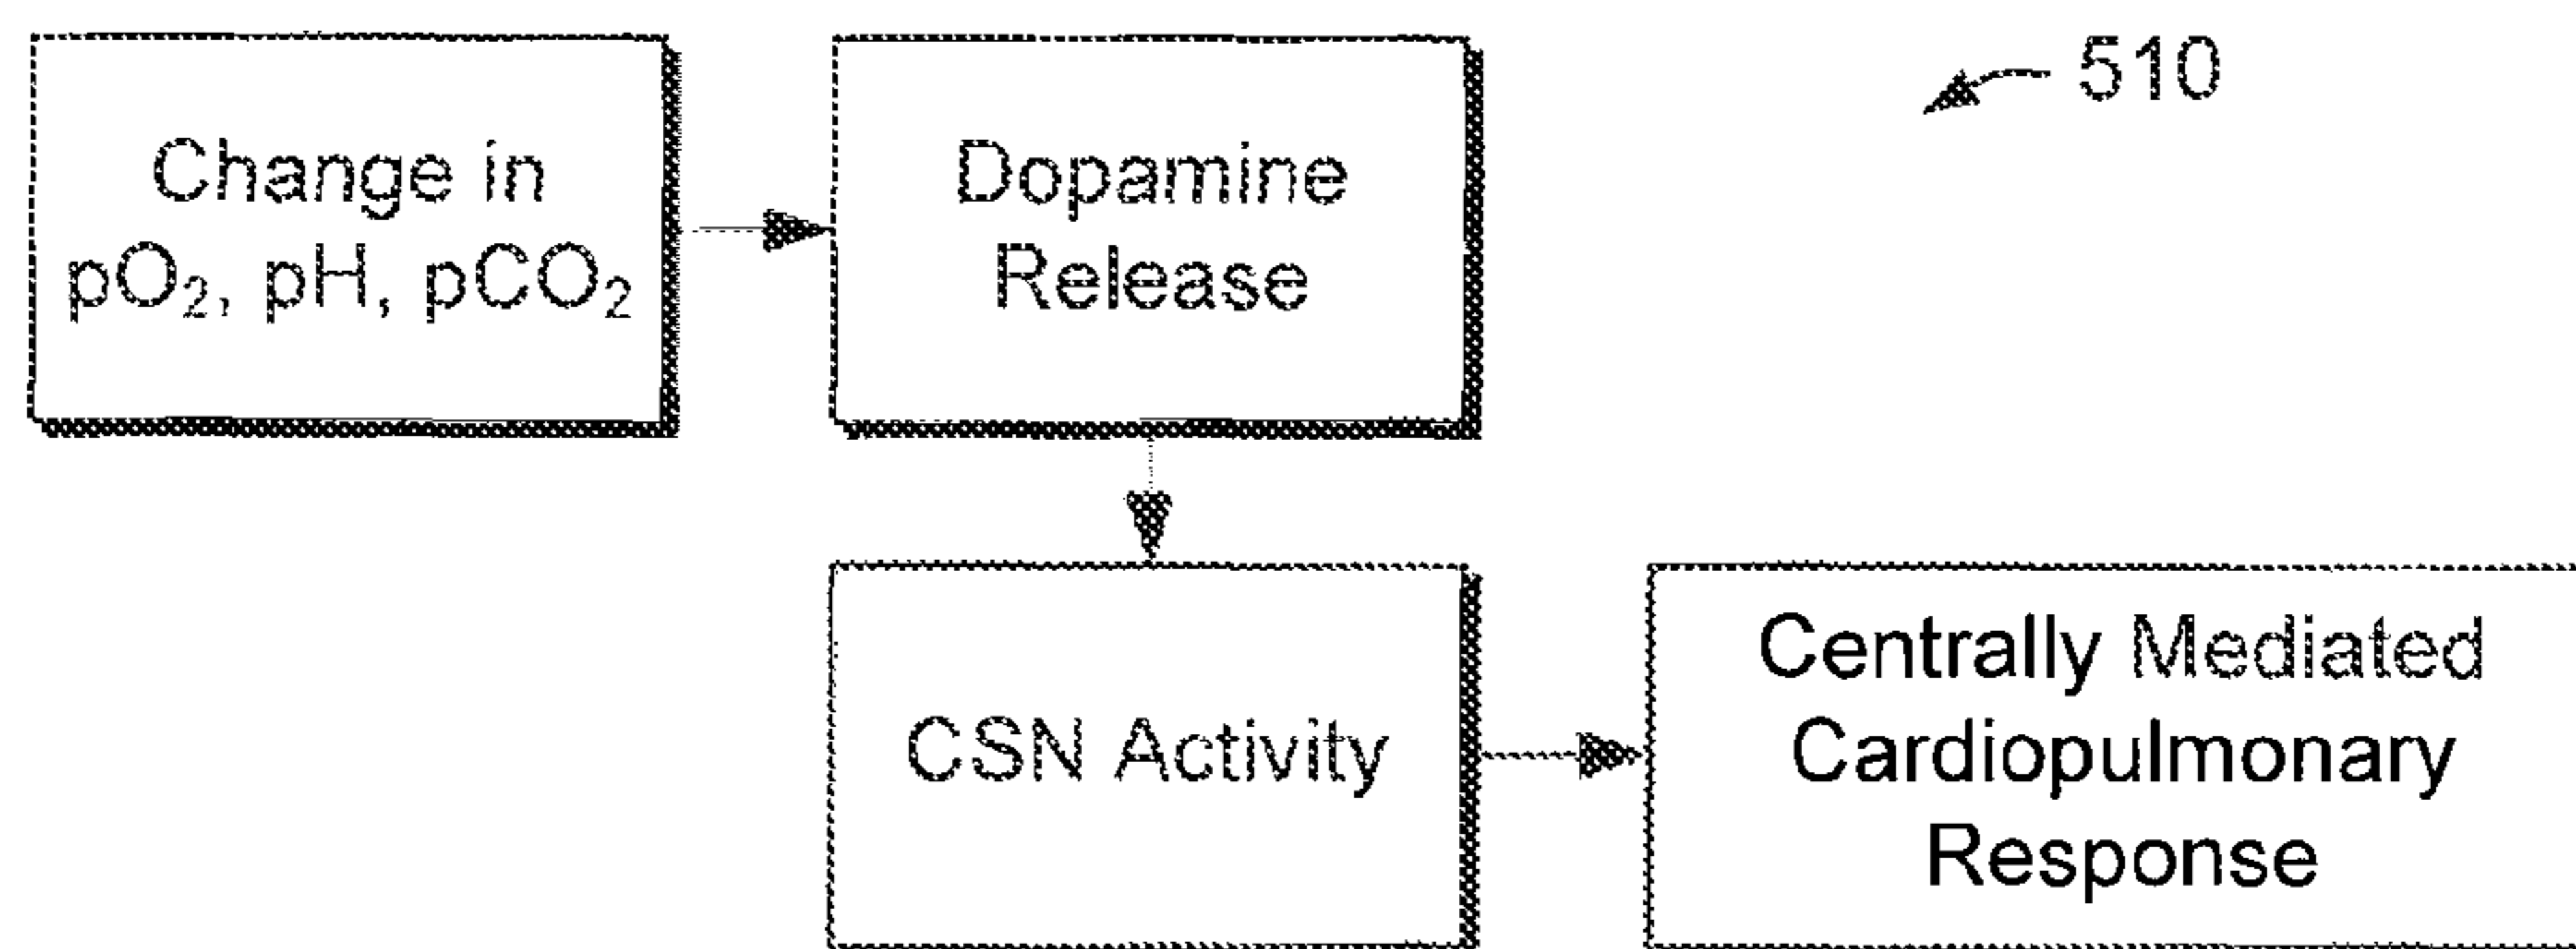 Change in
pO₂, pH, pCO₂
Dopamine
Release
510
CSN Activity
Centrally Mediated
Cardiopulmonary
Response